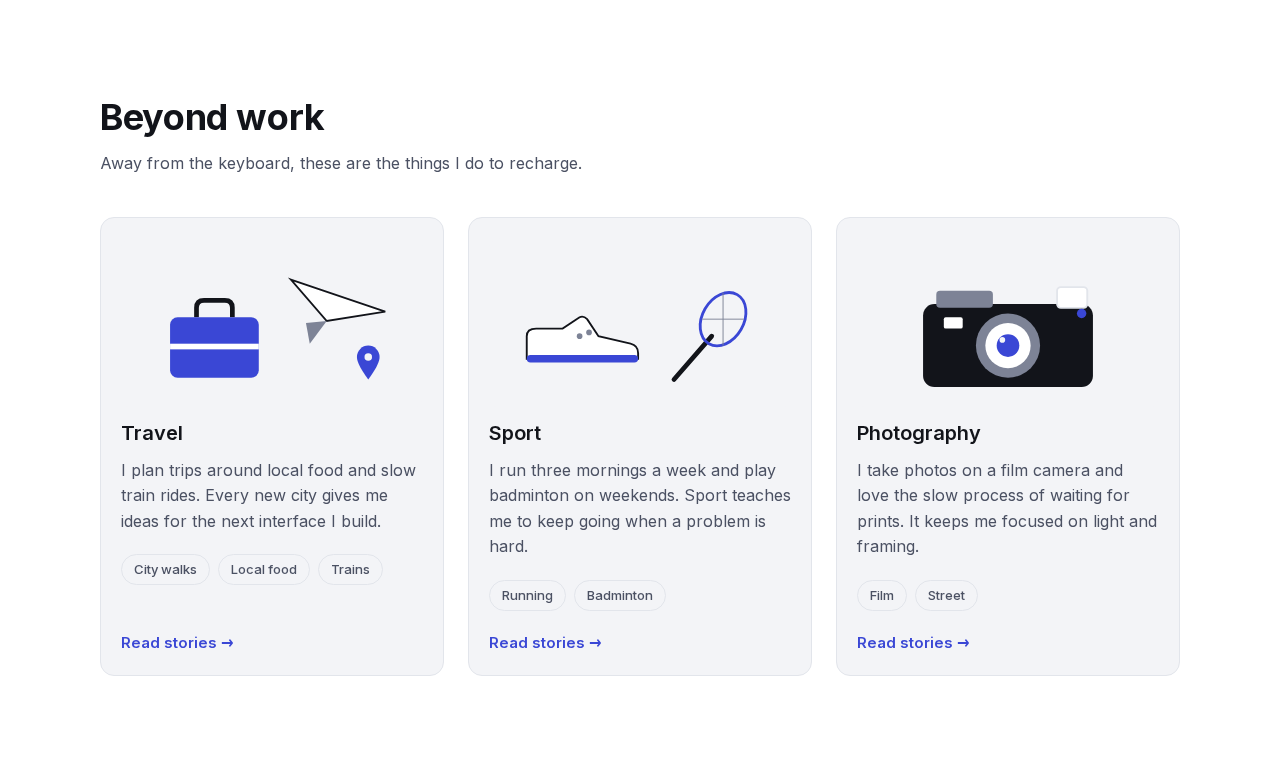 Beyond work
Away from the keyboard, these are the things I do to recharge.
Travel
I plan trips around local food and slow
train rides. Every new city gives me
ideas for the next interface I build.
City walks
Local food
Trains
Read stories →
Sport
I run three mornings a week and play
badminton on weekends. Sport teaches
me to keep going when a problem is
hard.
Running
Badminton
Read stories →
Photography
I take photos on a film camera and
love the slow process of waiting for
prints. It keeps me focused on light and
framing.
Film
Street
Read stories →